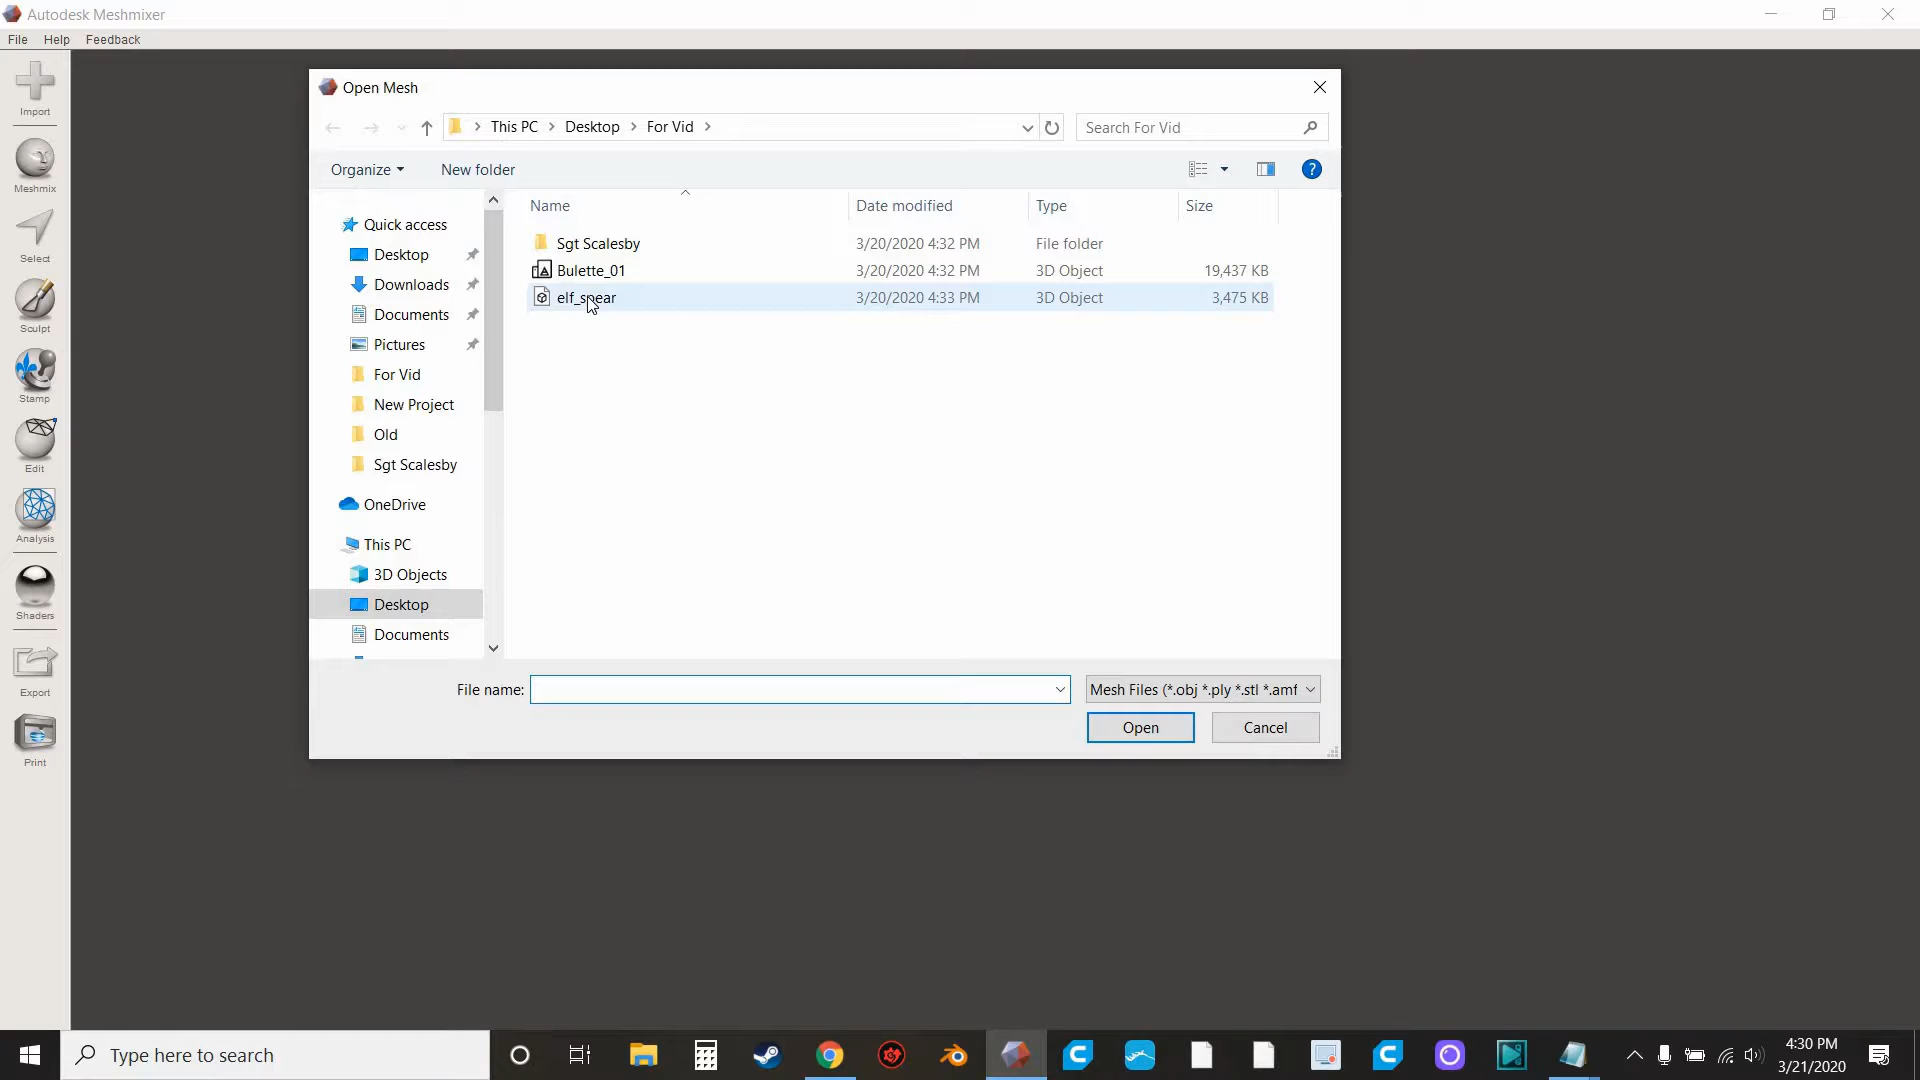 Autodesk Meshmixer
File Help Feedback
Import
Meshmix
Select
Sculpt
Stamp
Edit
Analysis
Shaders
Export
Print
Open Mesh
This PC Desktop For Vid
Search For Vid
Organize New folder
Quick access
Desktop
Downloads
Documents
Pictures
For Vid
New Project
Old
Sgt Scalesby
OneDrive
This PC
3D Objects
Desktop
Documents
Name Date modified Type Size
Sgt Scalesby 3/20/2020 4:32 PM File folder
Bulette_01 3/20/2020 4:32 PM 3D Object 19,437 KB
elf_spear 3/20/2020 4:33 PM 3D Object 3,475 KB
File name:
Mesh Files (*.obj *.ply *.stl *.amf
Open Cancel
Type here to search
4:30 PM
3/21/2020